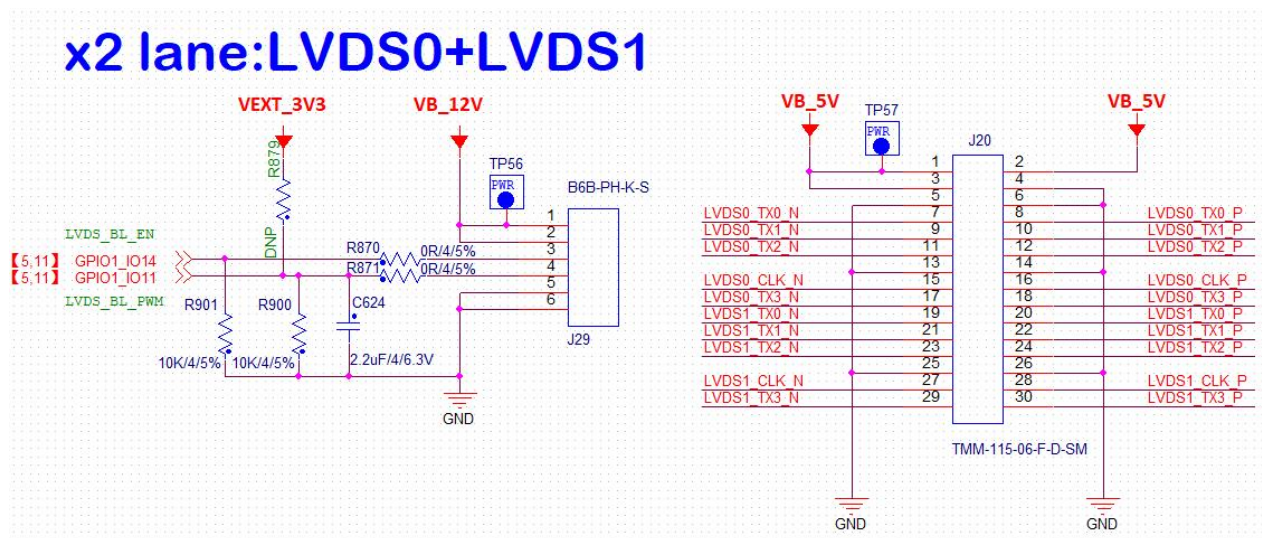 x2 lane:LVDS0+LVDS1
VEXT_3V3
VB_12V
R879
DNP
TP56
PWR
B6B-PH-K-S
1
2
3
4
5
6
J29
LVDS_BL_EN
【5,11】 GPIO1_IO14
【5,11】 GPIO1_IO11
LVDS_BL_PWM
R870 0R/4/5%
R871 0R/4/5%
R901
R900
C624
10K/4/5%
10K/4/5%
2.2uF/4/6.3V
GND
VB_5V
TP57
PWR
VB_5V
J20
1 2
3 4
5 6
LVDS0_TX0_N 7 8 LVDS0_TX0_P
LVDS0_TX1_N 9 10 LVDS0_TX1_P
LVDS0_TX2_N 11 12 LVDS0_TX2_P
13 14
LVDS0_CLK_N 15 16 LVDS0_CLK_P
LVDS0_TX3_N 17 18 LVDS0_TX3_P
LVDS1_TX0_N 19 20 LVDS1_TX0_P
LVDS1_TX1_N 21 22 LVDS1_TX1_P
LVDS1_TX2_N 23 24 LVDS1_TX2_P
25 26
LVDS1_CLK_N 27 28 LVDS1_CLK_P
LVDS1_TX3_N 29 30 LVDS1_TX3_P
TMM-115-06-F-D-SM
GND
GND